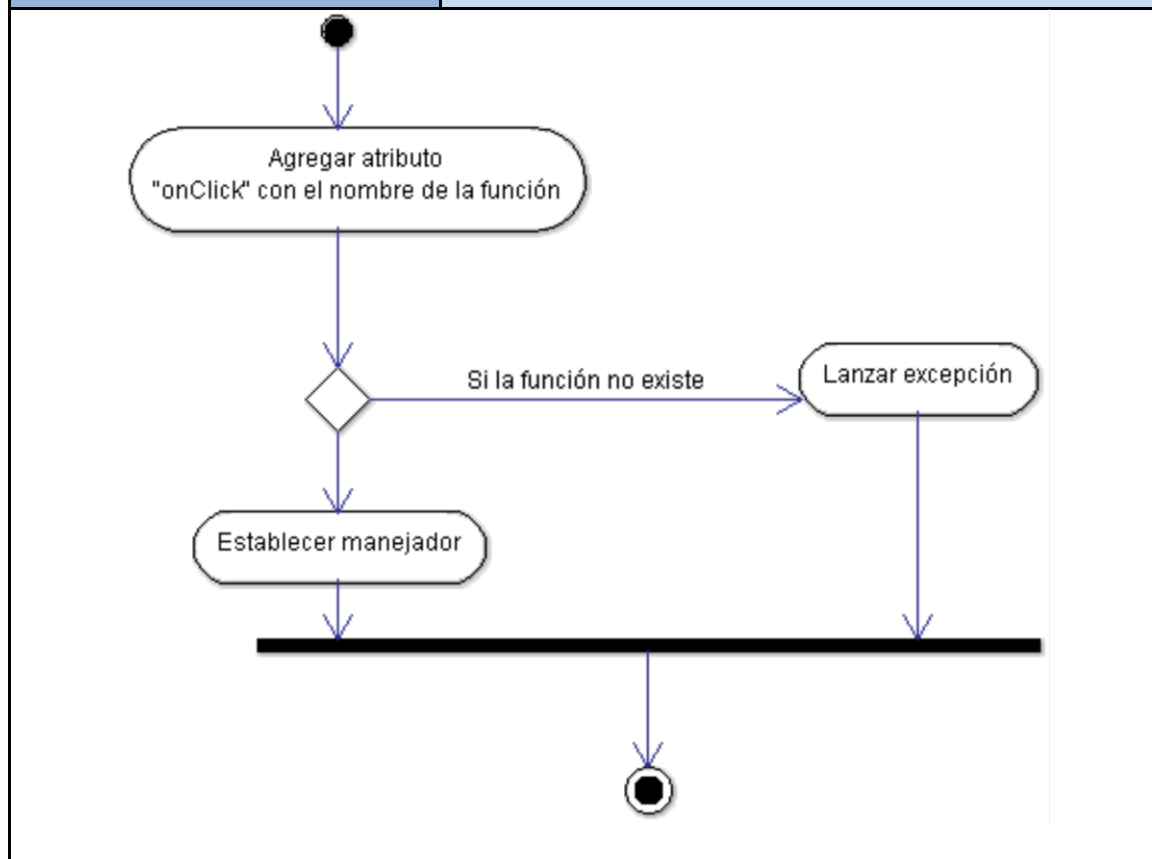 Agregar atributo
"onClick" con el nombre de la función
Si la función no existe
Lanzar excepción
Establecer manejador